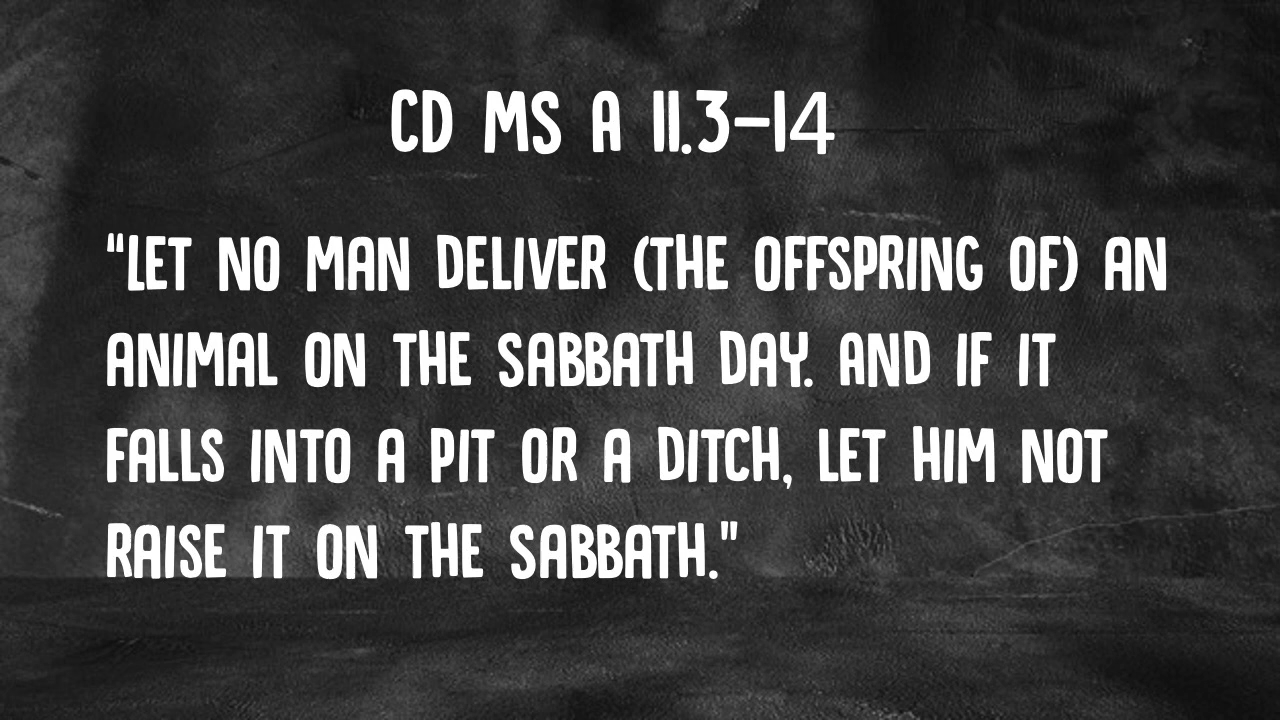 CD MS A 11.3–14
“LET NO MAN DELIVER (THE OFFSPRING OF) AN
ANIMAL ON THE SABBATH DAY. AND IF IT
FALLS INTO A PIT OR A DITCH, LET HIM NOT
RAISE IT ON THE SABBATH."